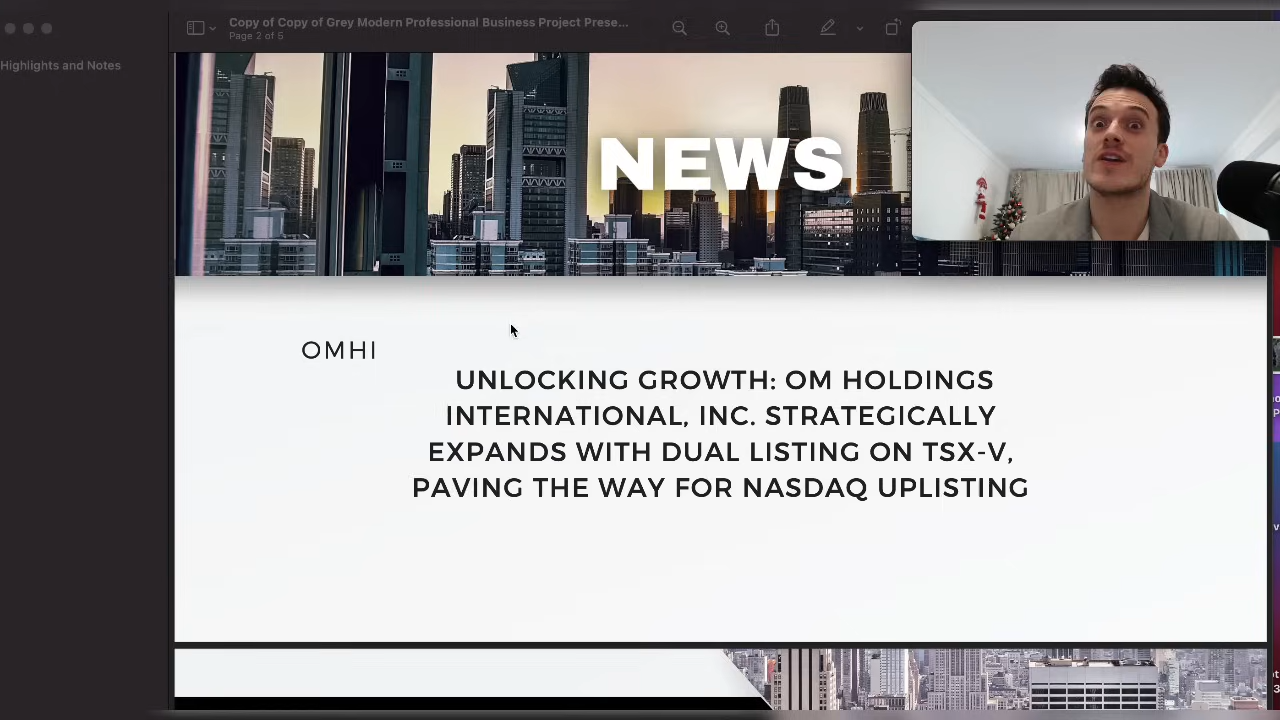 Copy of Copy of Grey Modern Professional Business Project Prese...
Page 2 of 5
Highlights and Notes
NEWS
OMHI
UNLOCKING GROWTH: OM HOLDINGS
INTERNATIONAL, INC. STRATEGICALLY
EXPANDS WITH DUAL LISTING ON TSX-V,
PAVING THE WAY FOR NASDAQ UPLISTING